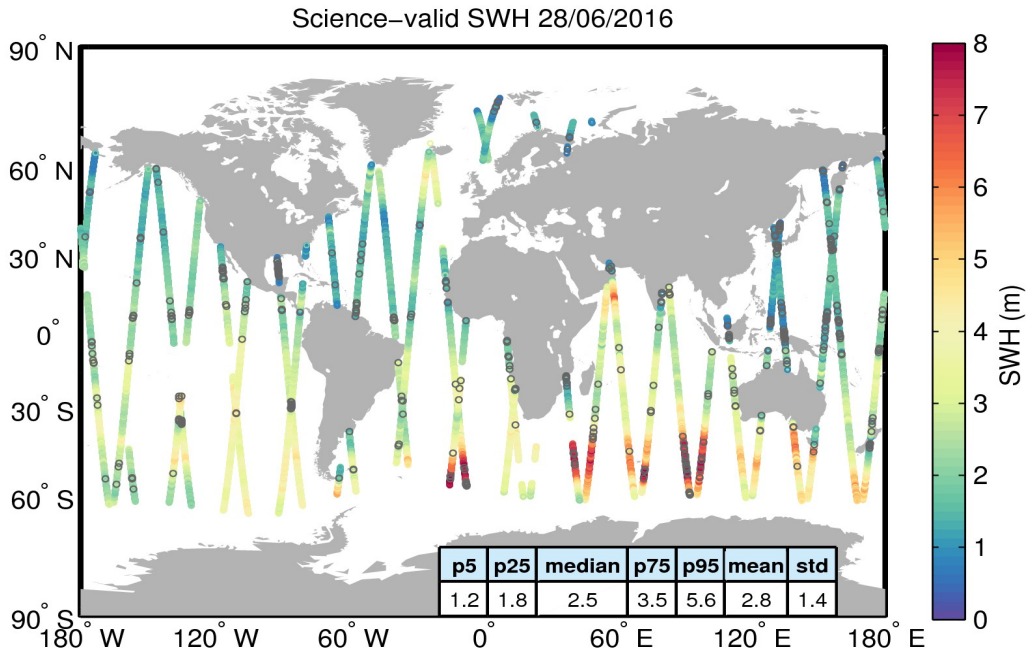 Science−valid SWH 28/06/2016
90° N
60° N
30° N
0°
30° S
60° S
90° S
180° W
120° W
60° W
0°
60° E
120° E
180° E
p5 p25 median p75 p95 mean std
1.2 1.8 2.5 3.5 5.6 2.8 1.4
8
7
6
5
4
3
2
1
0
SWH (m)